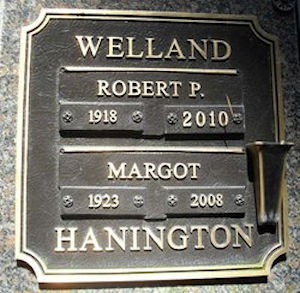 WELLAND
ROBERT P.
1918 2010
MARGOT
1923 2008
HANINGTON